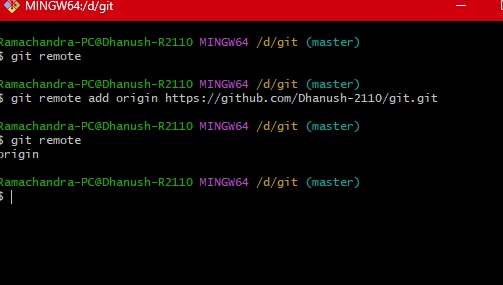 MINGW64:/d/git
Ramachandra-PC@Dhanush-R2110 MINGW64 /d/git (master)
$ git remote
Ramachandra-PC@Dhanush-R2110 MINGW64 /d/git (master)
$ git remote add origin https://github.com/Dhanush-2110/git.git
Ramachandra-PC@Dhanush-R2110 MINGW64 /d/git (master)
$ git remote
origin
Ramachandra-PC@Dhanush-R2110 MINGW64 /d/git (master)
$